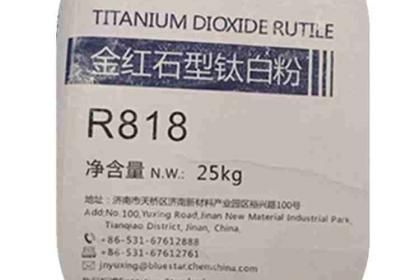 TITANIUM DIOXIDE RUTILE
金红石型钛白粉
R818
净含量 N.W.: 25kg
地址:济南市天桥区济南新材料产业园区裕兴路100号
Add:No.100,Yuxing Road,Jinan New Material Industrial Park,
Tianqiao District, Jinan, China.
+86-531-67612888
+86-531-67612761
jnyuxing@bluestar.chemchina.com